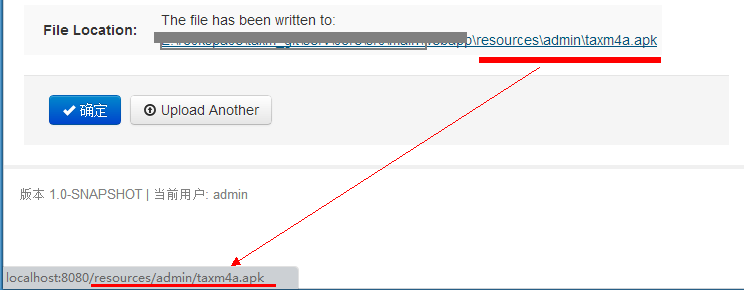 The file has been written to:
File Location:
webapp\resources\admin\taxm4a.apk
确定
Upload Another
版本 1.0-SNAPSHOT | 当前用户: admin
localhost:8080/resources/admin/taxm4a.apk